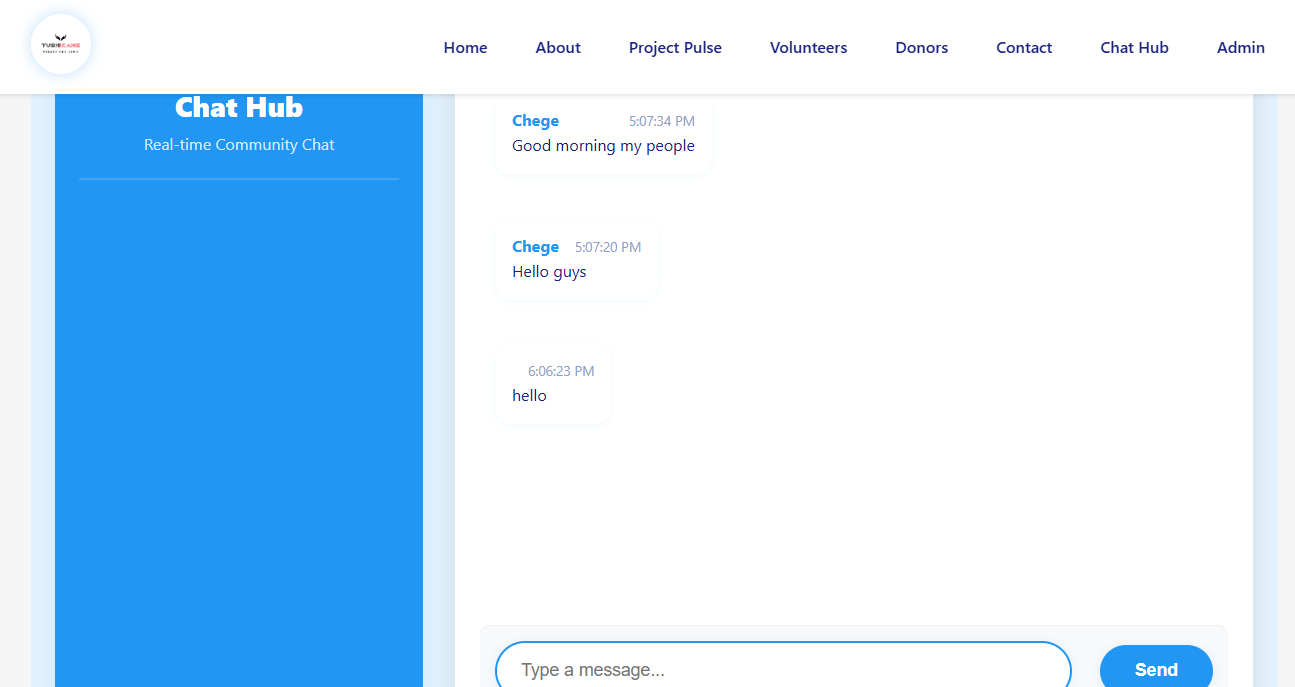 TUSHIKANE
Home
About
Project Pulse
Volunteers
Donors
Contact
Chat Hub
Admin
Chat Hub
Real-time Community Chat
Chege 5:07:34 PM
Good morning my people
Chege 5:07:20 PM
Hello guys
6:06:23 PM
hello
Type a message...
Send